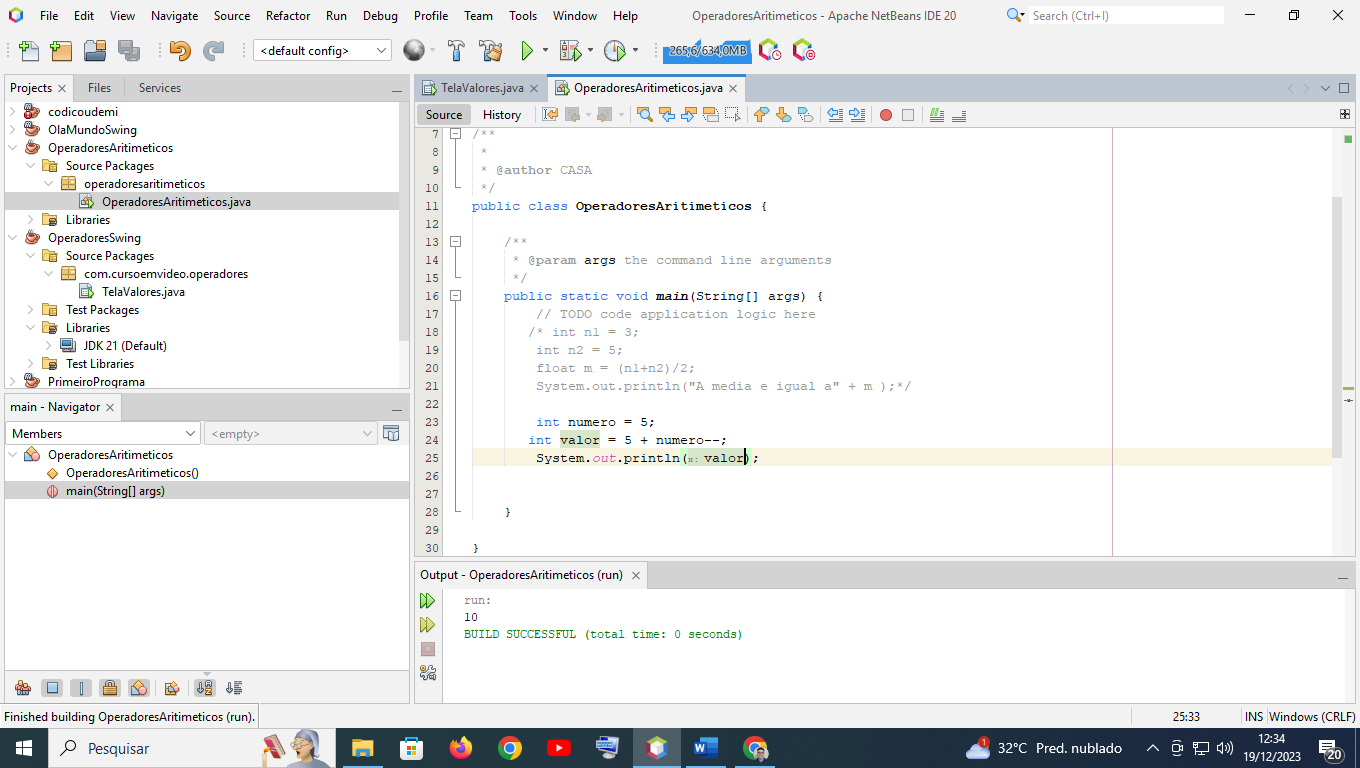 File Edit View Navigate Source Refactor Run Debug Profile Team Tools Window Help OperadoresAritimeticos - Apache NetBeans IDE 20 Search (Ctrl+I)
<default config> 265,6/634,0MB
Projects Files Services
codicoudemi
OlaMundoSwing
OperadoresAritimeticos
Source Packages
operadoresaritimeticos
OperadoresAritimeticos.java
Libraries
OperadoresSwing
Source Packages
com.cursoemvideo.operadores
TelaValores.java
Test Packages
Libraries
JDK 21 (Default)
Test Libraries
PrimeiroPrograma
main - Navigator
Members <empty>
OperadoresAritimeticos
OperadoresAritimeticos()
main(String[] args)
TelaValores.java OperadoresAritimeticos.java
Source History
7 /**
8 *
9 * @author CASA
10 */
11 public class OperadoresAritimeticos {
12
13 /**
14 * @param args the command line arguments
15 */
16 public static void main(String[] args) {
17 // TODO code application logic here
18 /* int n1 = 3;
19 int n2 = 5;
20 float m = (n1+n2)/2;
21 System.out.println("A media e igual a" + m );*/
22
23 int numero = 5;
24 int valor = 5 + numero--;
25 System.out.println(x: valor);
26
27
28 }
29
30 }
Output - OperadoresAritimeticos (run)
run:
10
BUILD SUCCESSFUL (total time: 0 seconds)
Finished building OperadoresAritimeticos (run). 25:33 INS Windows (CRLF)
Pesquisar 1 32°C Pred. nublado 12:34
19/12/2023 20